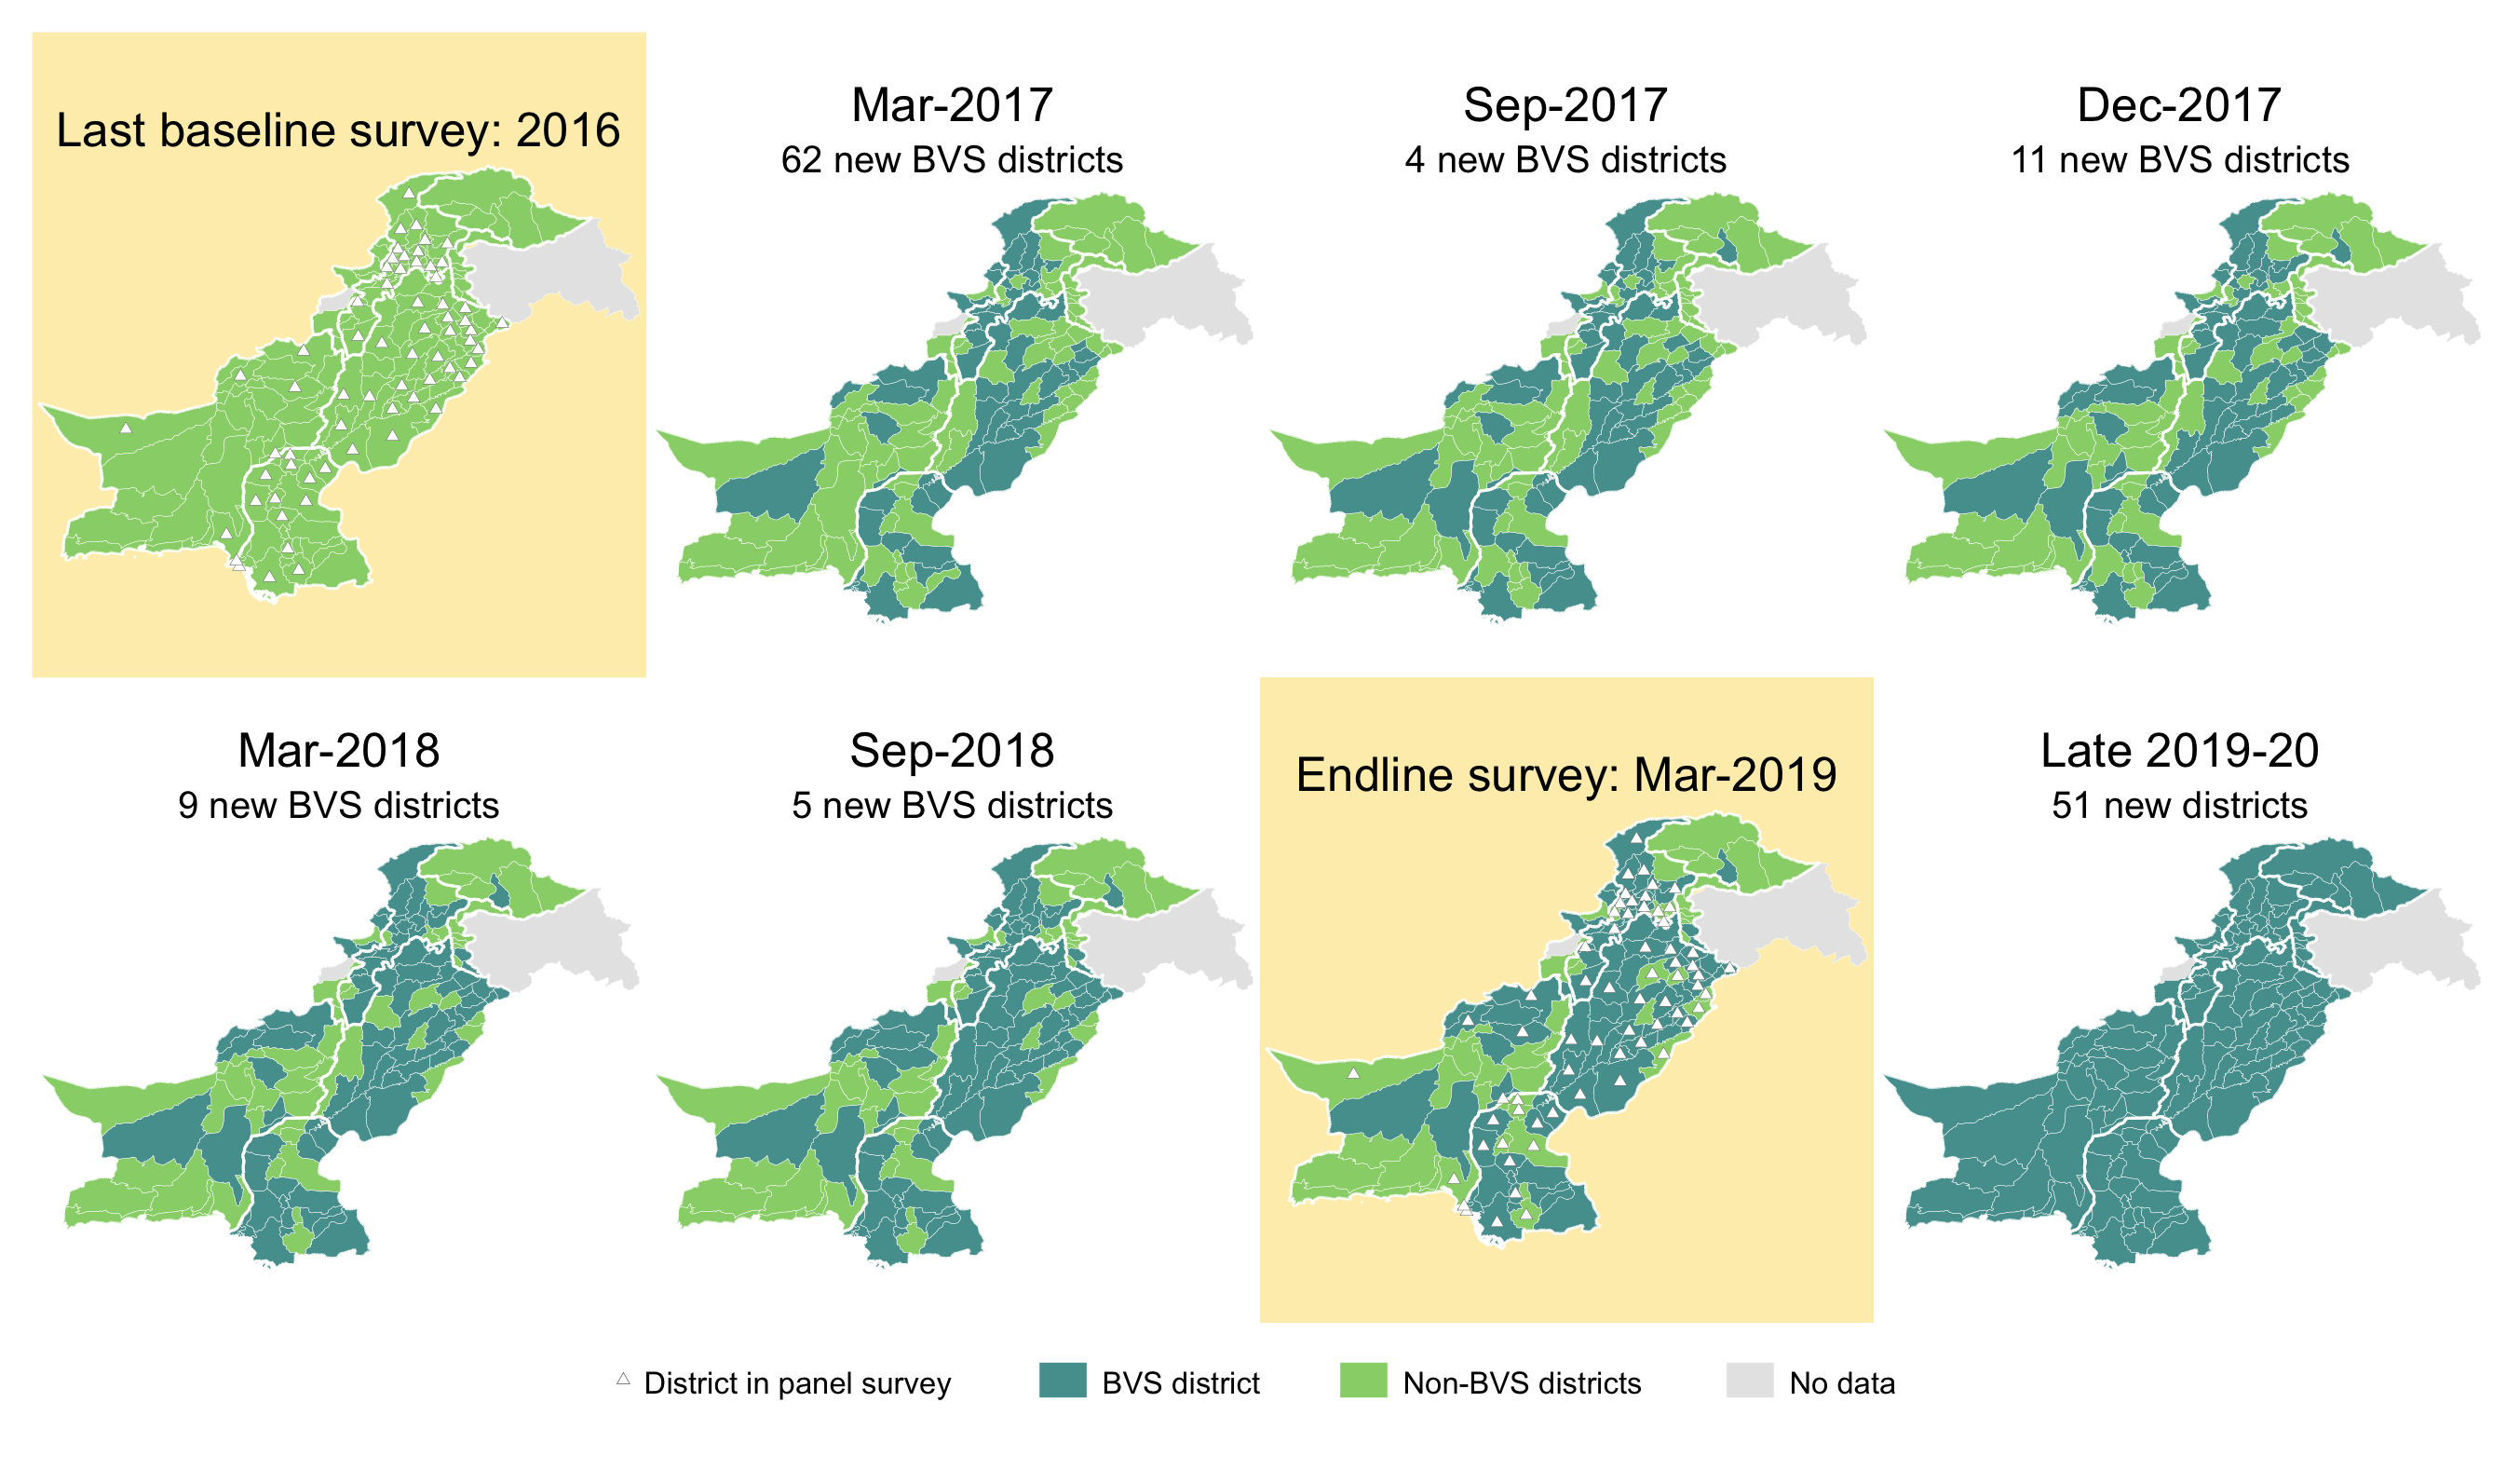 Last baseline survey: 2016
Mar-2017
62 new BVS districts
Sep-2017
4 new BVS districts
Dec-2017
11 new BVS districts
Mar-2018
9 new BVS districts
Sep-2018
5 new BVS districts
Endline survey: Mar-2019
Late 2019-20
51 new districts
District in panel survey
BVS district
Non-BVS districts
No data